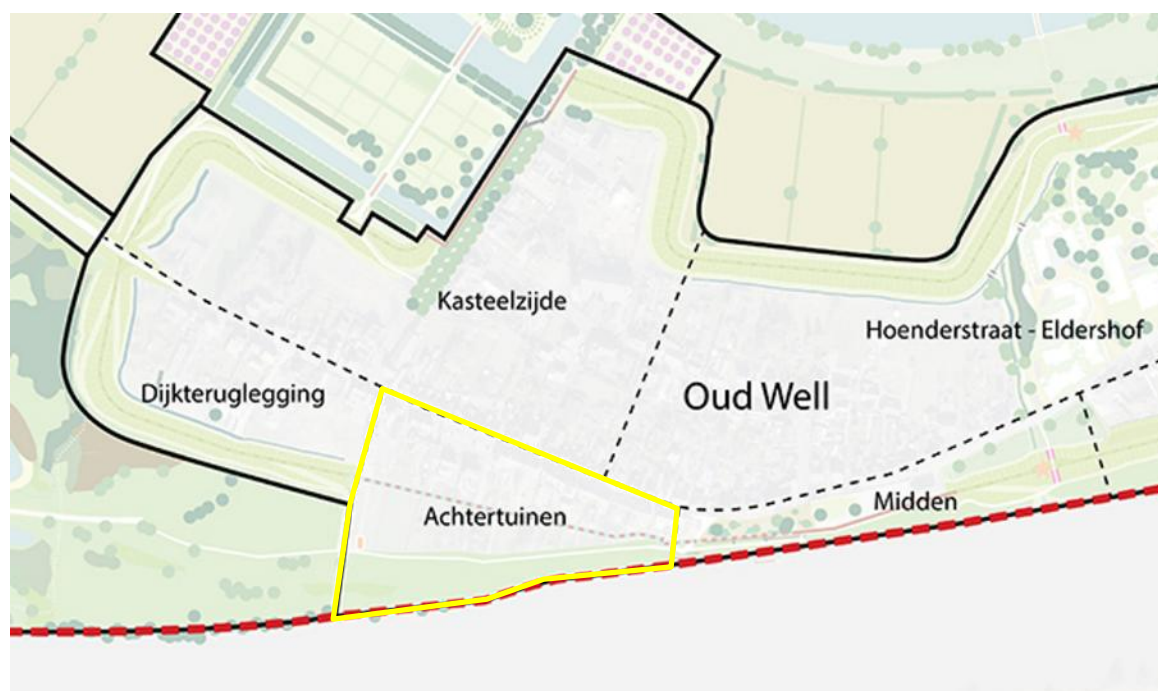 Kasteelzijde
Hoenderstraat - Eldershof
Dijkteruglegging
Oud Well
Midden
Achtertuinen